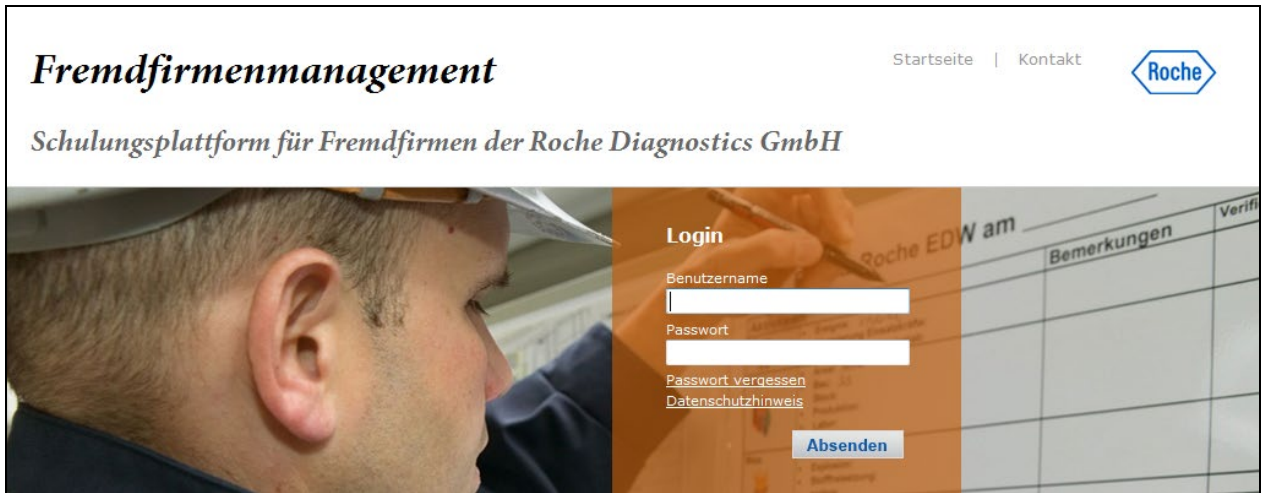 Fremdfirmenmanagement
Startseite | Kontakt
Roche
Schulungsplattform für Fremdfirmen der Roche Diagnostics GmbH
Login
Roche EDW am
Bemerkungen
Benutzername
Passwort
Passwort vergessen
Datenschutzhinweis
Absenden